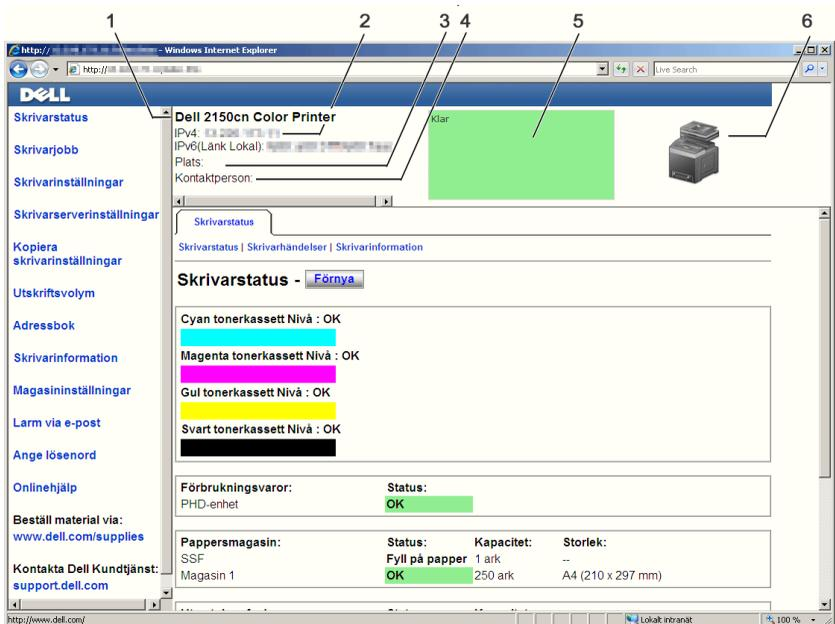 1 2 3 4 5 6
http:// - Windows Internet Explorer
http://
Live Search
DELL
Skrivarstatus
Skrivarjobb
Skrivarinställningar
Skrivarserverinställningar
Kopiera
skrivarinställningar
Utskriftsvolym
Adressbok
Skrivarinformation
Magasininställningar
Larm via e-post
Ange lösenord
Onlinehjälp
Beställ material via:
www.dell.com/supplies
Kontakta Dell Kundtjänst:
support.dell.com
Dell 2150cn Color Printer
IPv4:
IPv6(Länk Lokal):
Plats:
Kontaktperson:
Klar
Skrivarstatus
Skrivarstatus | Skrivarhändelser | Skrivarinformation
Skrivarstatus - Förnya
Cyan tonerkassett Nivå : OK
Magenta tonerkassett Nivå : OK
Gul tonerkassett Nivå : OK
Svart tonerkassett Nivå : OK
Förbrukningsvaror: Status:
PHD-enhet OK
Pappersmagasin: Status: Kapacitet: Storlek:
SSF Fyll på papper 1 ark --
Magasin 1 OK 250 ark A4 (210 x 297 mm)
http://www.dell.com/ Lokalt intranät 100 %